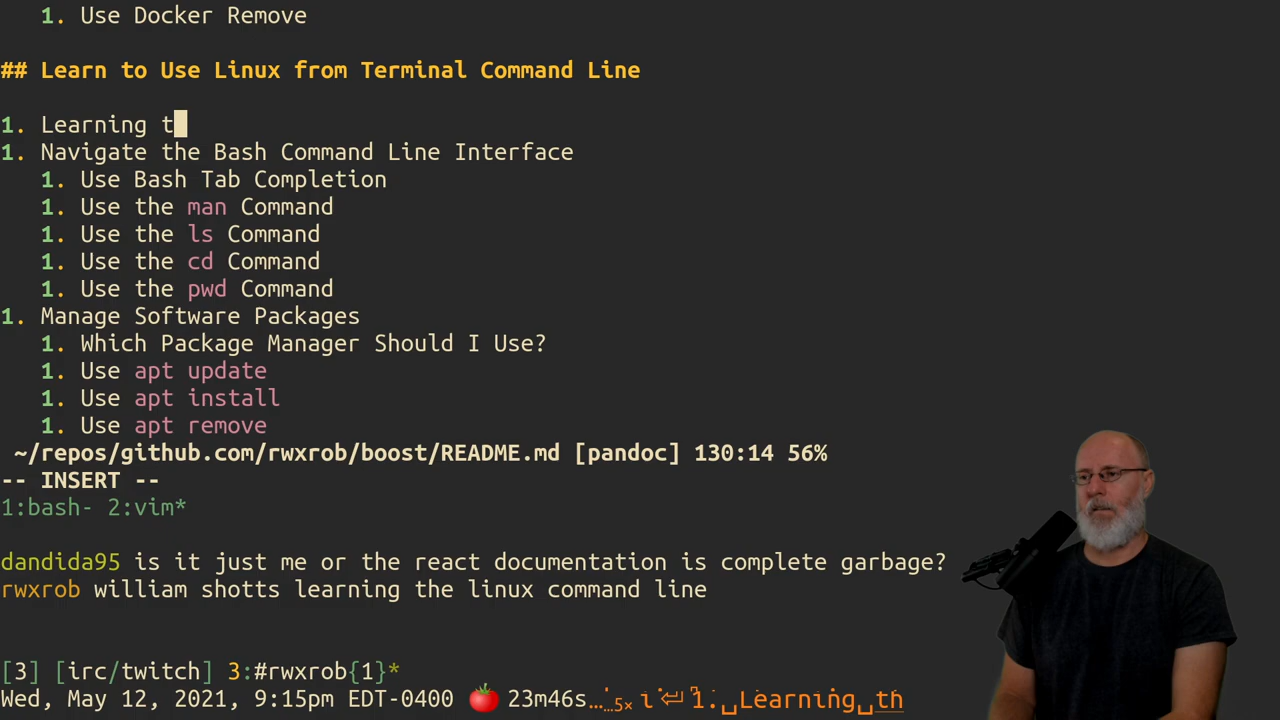 1. Use Docker Remove
## Learn to Use Linux from Terminal Command Line
1. Learning t
1. Navigate the Bash Command Line Interface
1. Use Bash Tab Completion
1. Use the man Command
1. Use the ls Command
1. Use the cd Command
1. Use the pwd Command
1. Manage Software Packages
1. Which Package Manager Should I Use?
1. Use apt update
1. Use apt install
1. Use apt remove
~/repos/github.com/rwxrob/boost/README.md [pandoc] 130:14 56%
-- INSERT --
1:bash- 2:vim*
dandida95 is it just me or the react documentation is complete garbage?
rwxrob william shotts learning the linux command line
[3] [irc/twitch] 3:#rwxrob{1}*
Wed, May 12, 2021, 9:15pm EDT-0400 🍅 23m46s… 1.␣Learning␣th